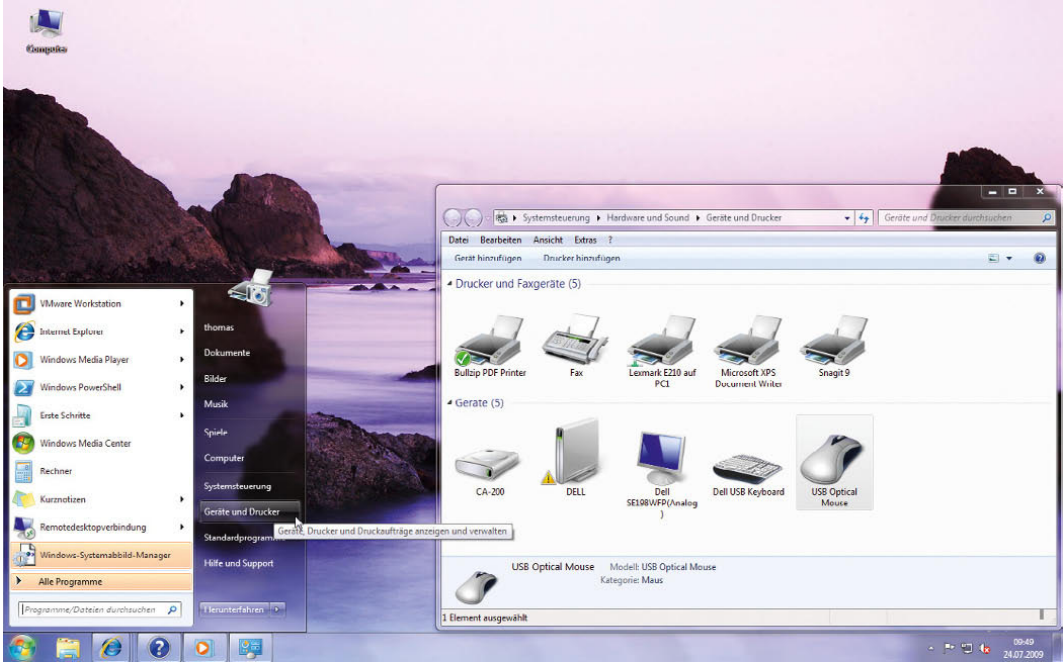 Computer
VMware Workstation
Internet Explorer
Windows Media Player
Windows PowerShell
Erste Schritte
Windows Media Center
Rechner
Kurznotizen
Remotedesktopverbindung
Windows-Systemabbild-Manager
Alle Programme
Programme/Dateien durchsuchen
thomas
Dokumente
Bilder
Musik
Spiele
Computer
Systemsteuerung
Geräte und Drucker
Geräte, Drucker und Druckaufträge anzeigen und verwalten
Standardprogramme
Hilfe und Support
Herunterfahren
Systemsteuerung ▸ Hardware und Sound ▸ Geräte und Drucker
Geräte und Drucker durchsuchen
Datei Bearbeiten Ansicht Extras ?
Gerät hinzufügen Drucker hinzufügen
Drucker und Faxgeräte (5)
Bullzip PDF Printer
Fax
Lexmark E210 auf
PC1
Microsoft XPS
Document Writer
Snagit 9
Geräte (5)
CA-200
DELL
Dell
SE198WFP(Analog
)
Dell USB Keyboard
USB Optical
Mouse
USB Optical Mouse Modell: USB Optical Mouse
Kategorie: Maus
1 Element ausgewählt
09:49
24.07.2009